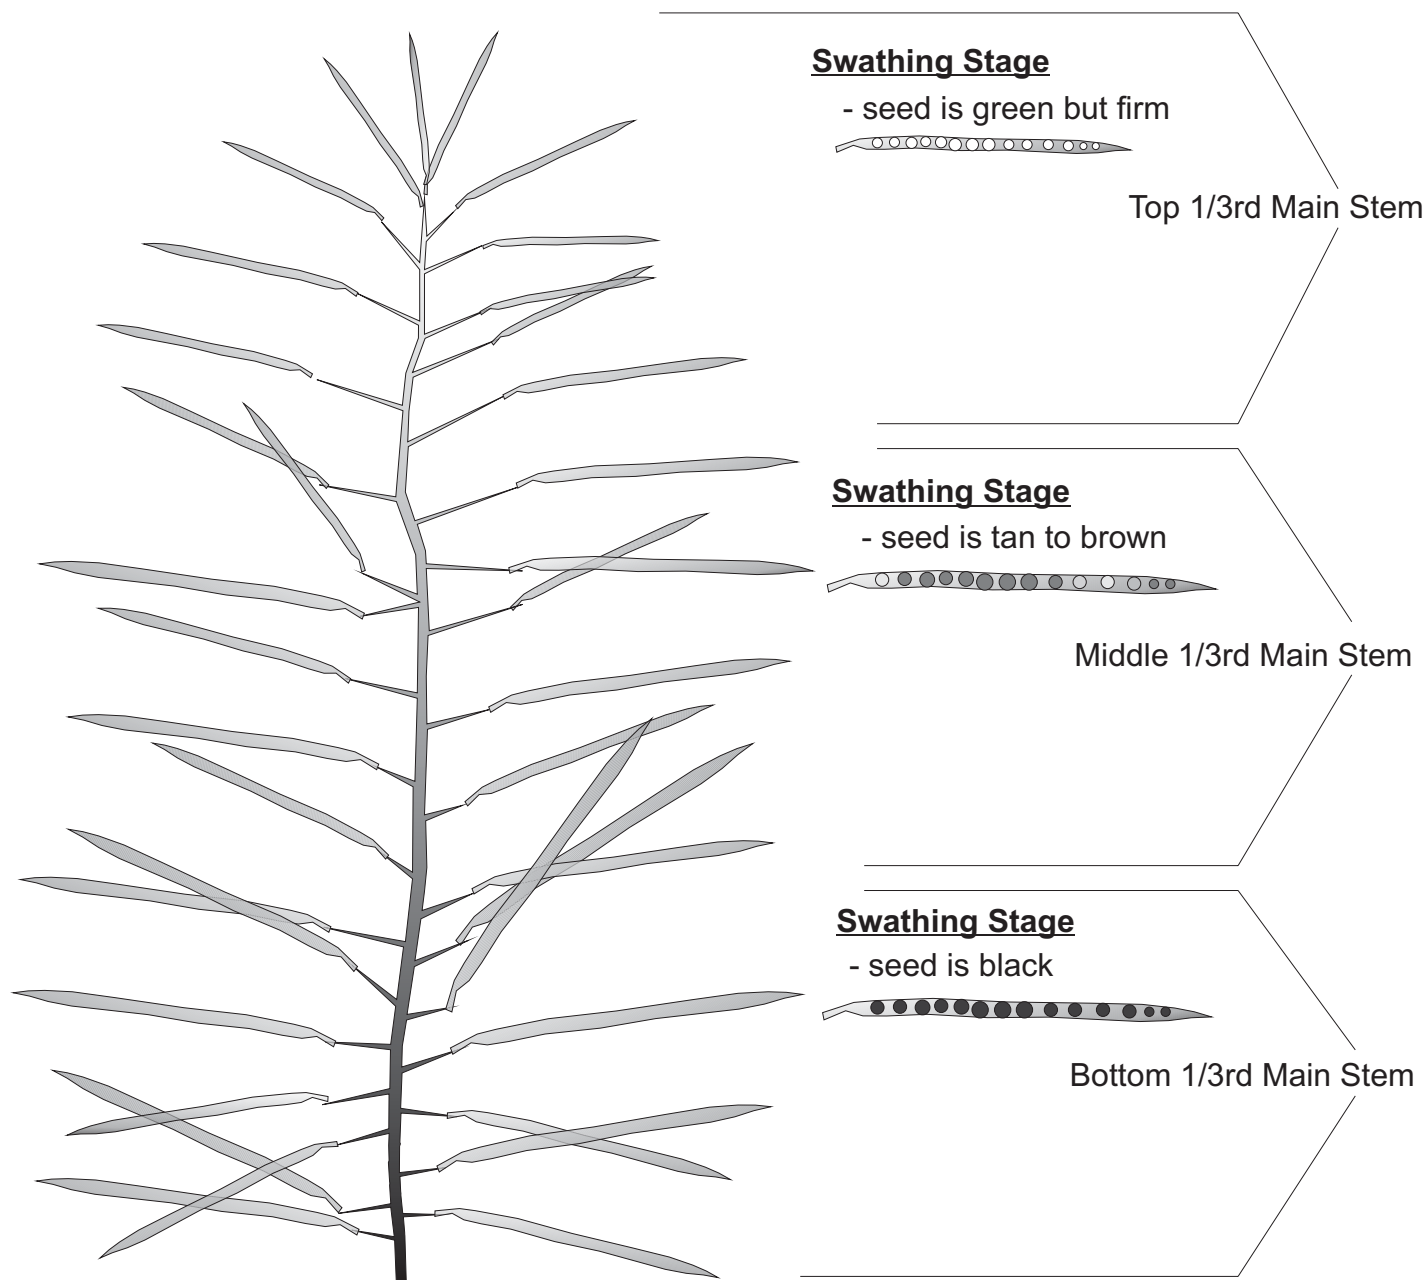 Swathing Stage
- seed is green but firm
Top 1/3rd Main Stem
Swathing Stage
- seed is tan to brown
Middle 1/3rd Main Stem
Swathing Stage
- seed is black
Bottom 1/3rd Main Stem